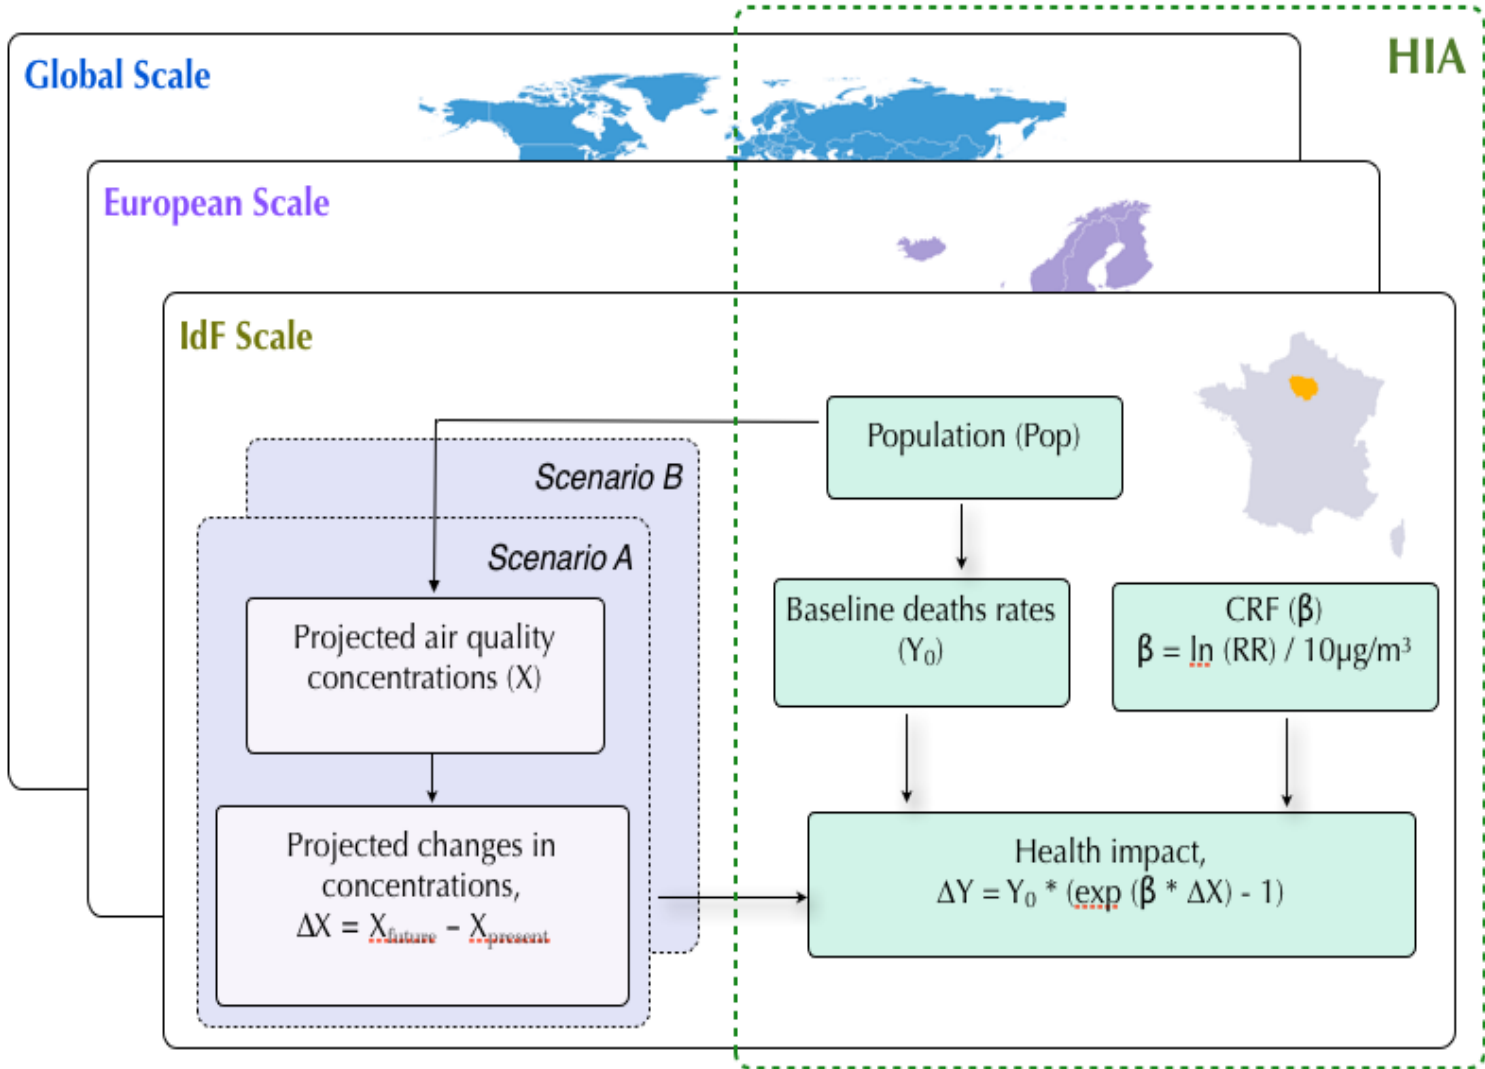 HIA
Global Scale
European Scale
IdF Scale
Population (Pop)
Scenario B
Scenario A
Projected air quality
concentrations (X)
Baseline deaths rates
(Y₀)
CRF (β)
β = ln (RR) / 10µg/m³
Projected changes in
concentrations,
ΔX = Xfuture – Xpresent
Health impact,
ΔY = Y₀ * (exp (β * ΔX) - 1)